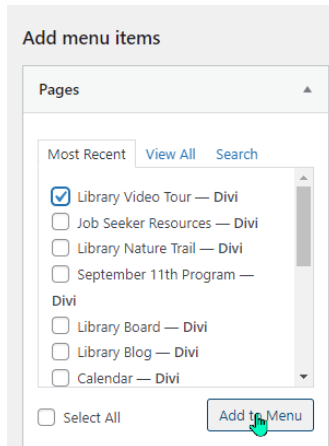 Add menu items
Pages
Most Recent View All Search
Library Video Tour — Divi
Job Seeker Resources — Divi
Library Nature Trail — Divi
September 11th Program —
Divi
Library Board — Divi
Library Blog — Divi
Calendar — Divi
Select All Add to Menu